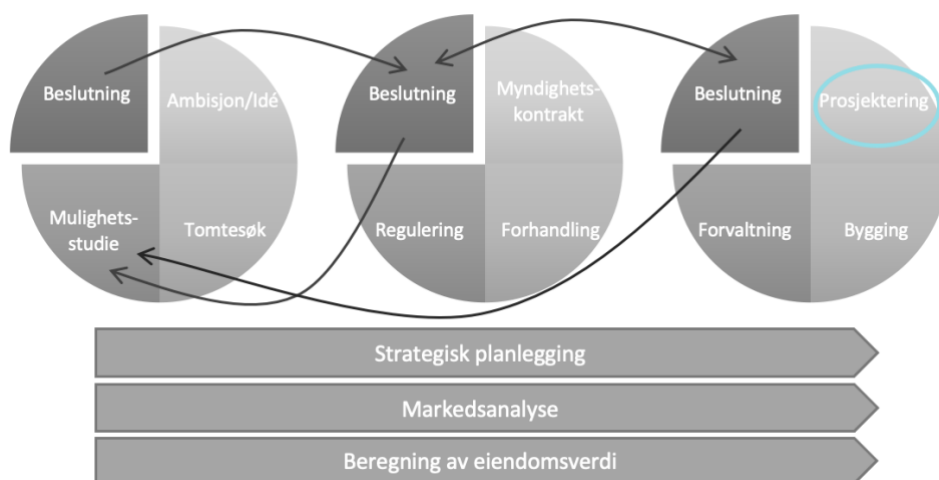 Beslutning
Ambisjon/Idé
Mulighets-
studie
Tomtesøk
Beslutning
Myndighets-
kontrakt
Regulering
Forhandling
Beslutning
Prosjektering
Forvaltning
Bygging
Strategisk planlegging
Markedsanalyse
Beregning av eiendomsverdi